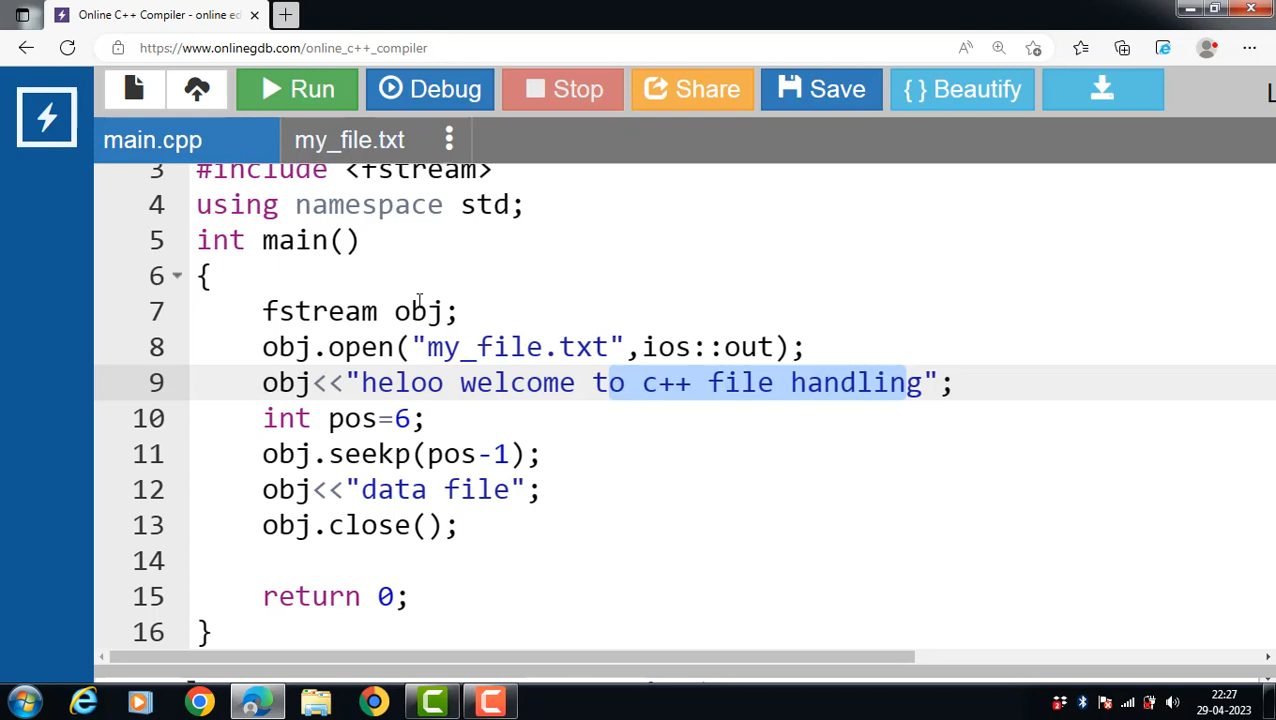 Online C++ Compiler - online ed
https://www.onlinegdb.com/online_c++_compiler
Run Debug Stop Share Save { } Beautify
main.cpp my_file.txt
3 #include <fstream>
4 using namespace std;
5 int main()
6 {
7 fstream obj;
8 obj.open("my_file.txt",ios::out);
9 obj<<"heloo welcome to c++ file handling";
10 int pos=6;
11 obj.seekp(pos-1);
12 obj<<"data file";
13 obj.close();
14
15 return 0;
16 }
22:27
29-04-2023